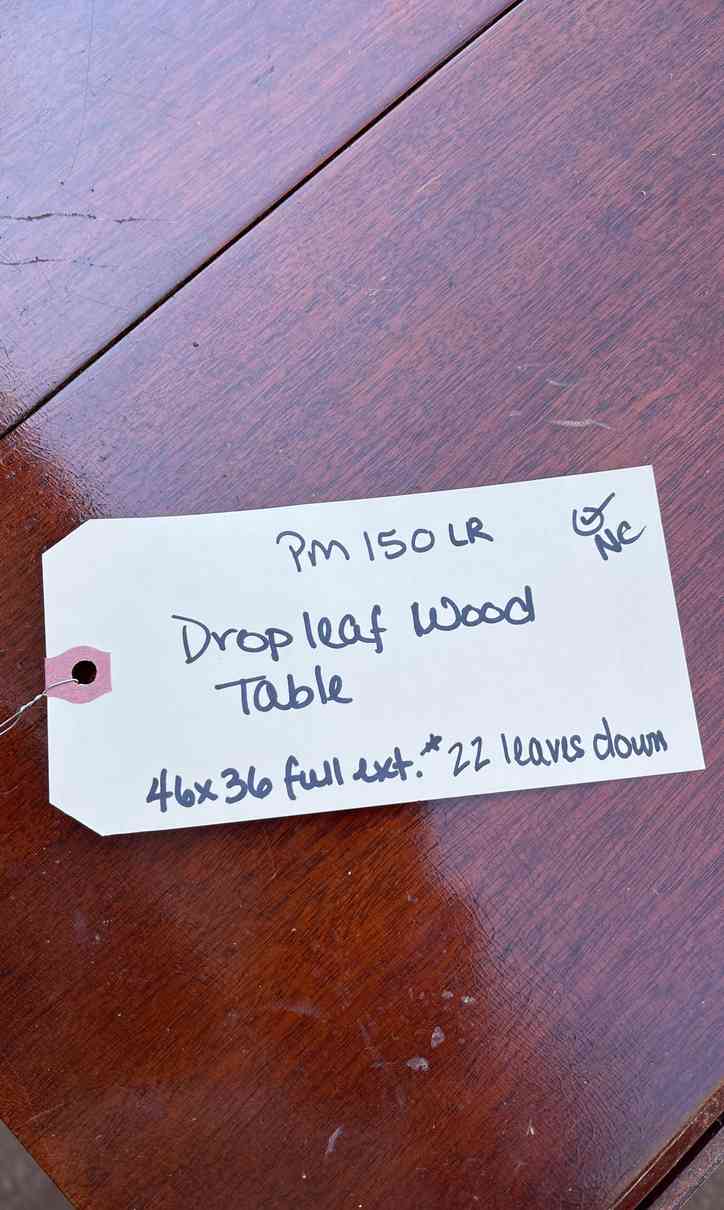 PM 150 LR
NC
Drop leaf Wood
Table
46x36 full ext.*22 leaves down